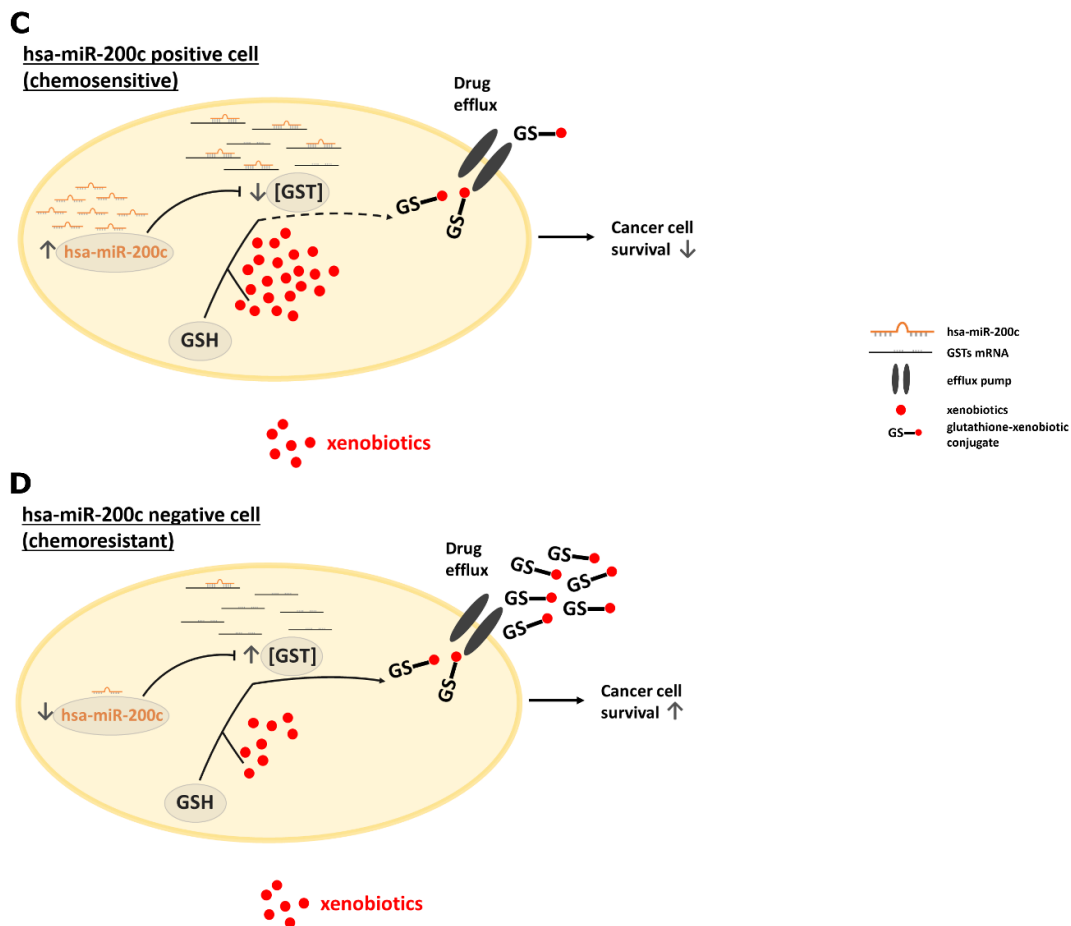 C
hsa-miR-200c positive cell
(chemosensitive)
Drug
efflux
GS
[GST]
GS
GS
hsa-miR-200c
GSH
Cancer cell
survival
hsa-miR-200c
GSTs mRNA
efflux pump
xenobiotics
GS
glutathione-xenobiotic
conjugate
xenobiotics
D
hsa-miR-200c negative cell
(chemoresistant)
Drug
efflux
GS
GS
GS
GS
GS
GS
[GST]
GS
GS
hsa-miR-200c
GSH
Cancer cell
survival
xenobiotics